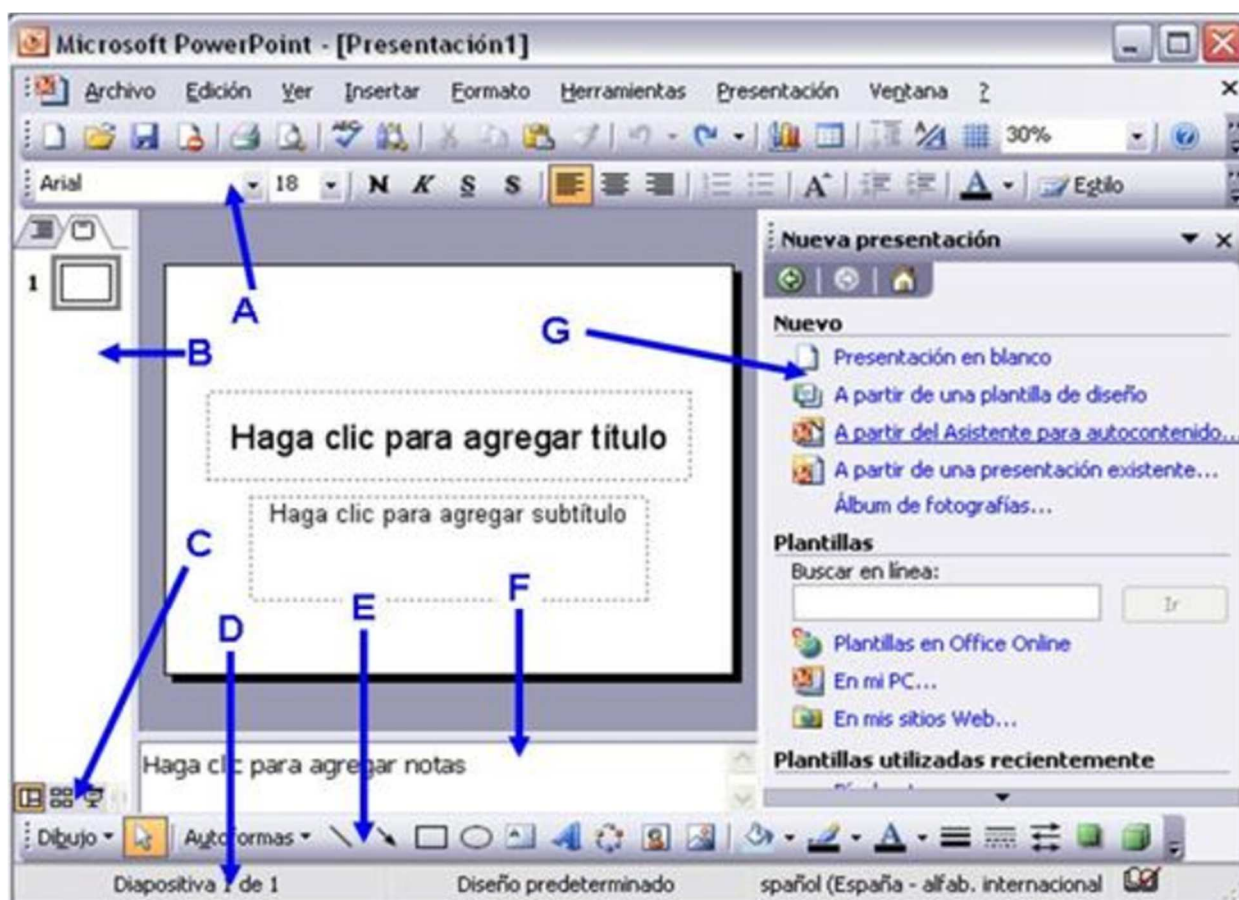 Microsoft PowerPoint - [Presentación1]
Archivo Edición Ver Insertar Formato Herramientas Presentación Ventana ?
ABC 30%
Arial 18 N K S S A A Estilo
Nueva presentación
1
A
Nuevo
G
Presentación en blanco
B
A partir de una plantilla de diseño
A partir del Asistente para autocontenido...
Haga clic para agregar título
A partir de una presentación existente...
Álbum de fotografías...
Haga clic para agregar subtítulo
Plantillas
C
Buscar en línea:
F
E
Ir
D
Plantillas en Office Online
En mi PC...
En mis sitios Web...
Haga clic para agregar notas
Plantillas utilizadas recientemente
Dibujo Autoformas A A
Diapositiva 1 de 1 Diseño predeterminado spañol (España - alfab. internacional